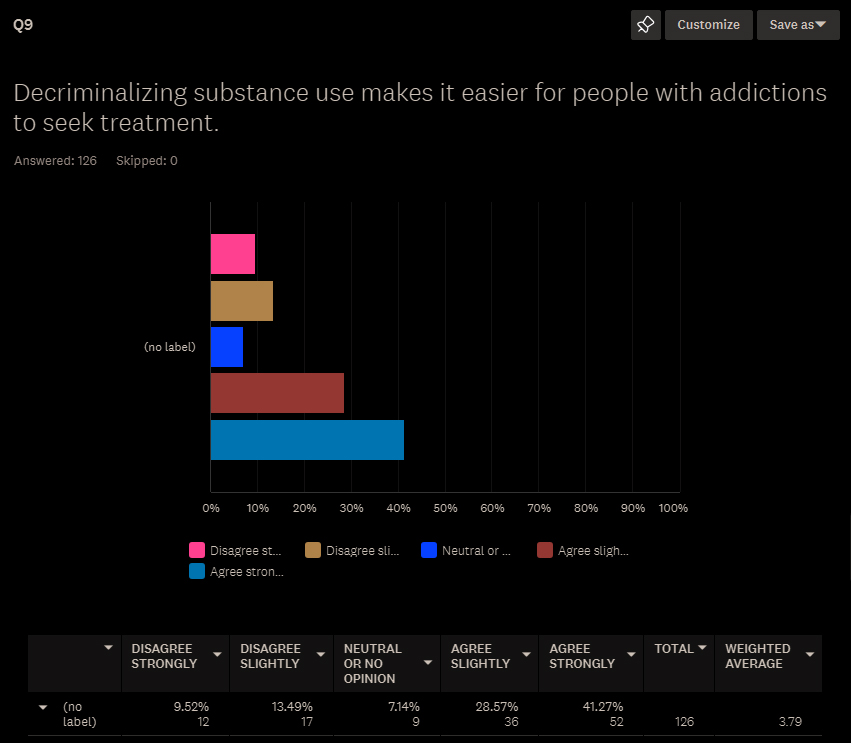 Q9
Customize
Save as
Decriminalizing substance use makes it easier for people with addictions
to seek treatment.
Answered: 126 Skipped: 0
(no label)
0% 10% 20% 30% 40% 50% 60% 70% 80% 90% 100%
Disagree st... Disagree sli... Neutral or ... Agree sligh...
Agree stron...
DISAGREE STRONGLY DISAGREE SLIGHTLY NEUTRAL OR NO OPINION AGREE SLIGHTLY AGREE STRONGLY TOTAL WEIGHTED AVERAGE
(no label) 9.52% 13.49% 7.14% 28.57% 41.27%
12 17 9 36 52 126 3.79